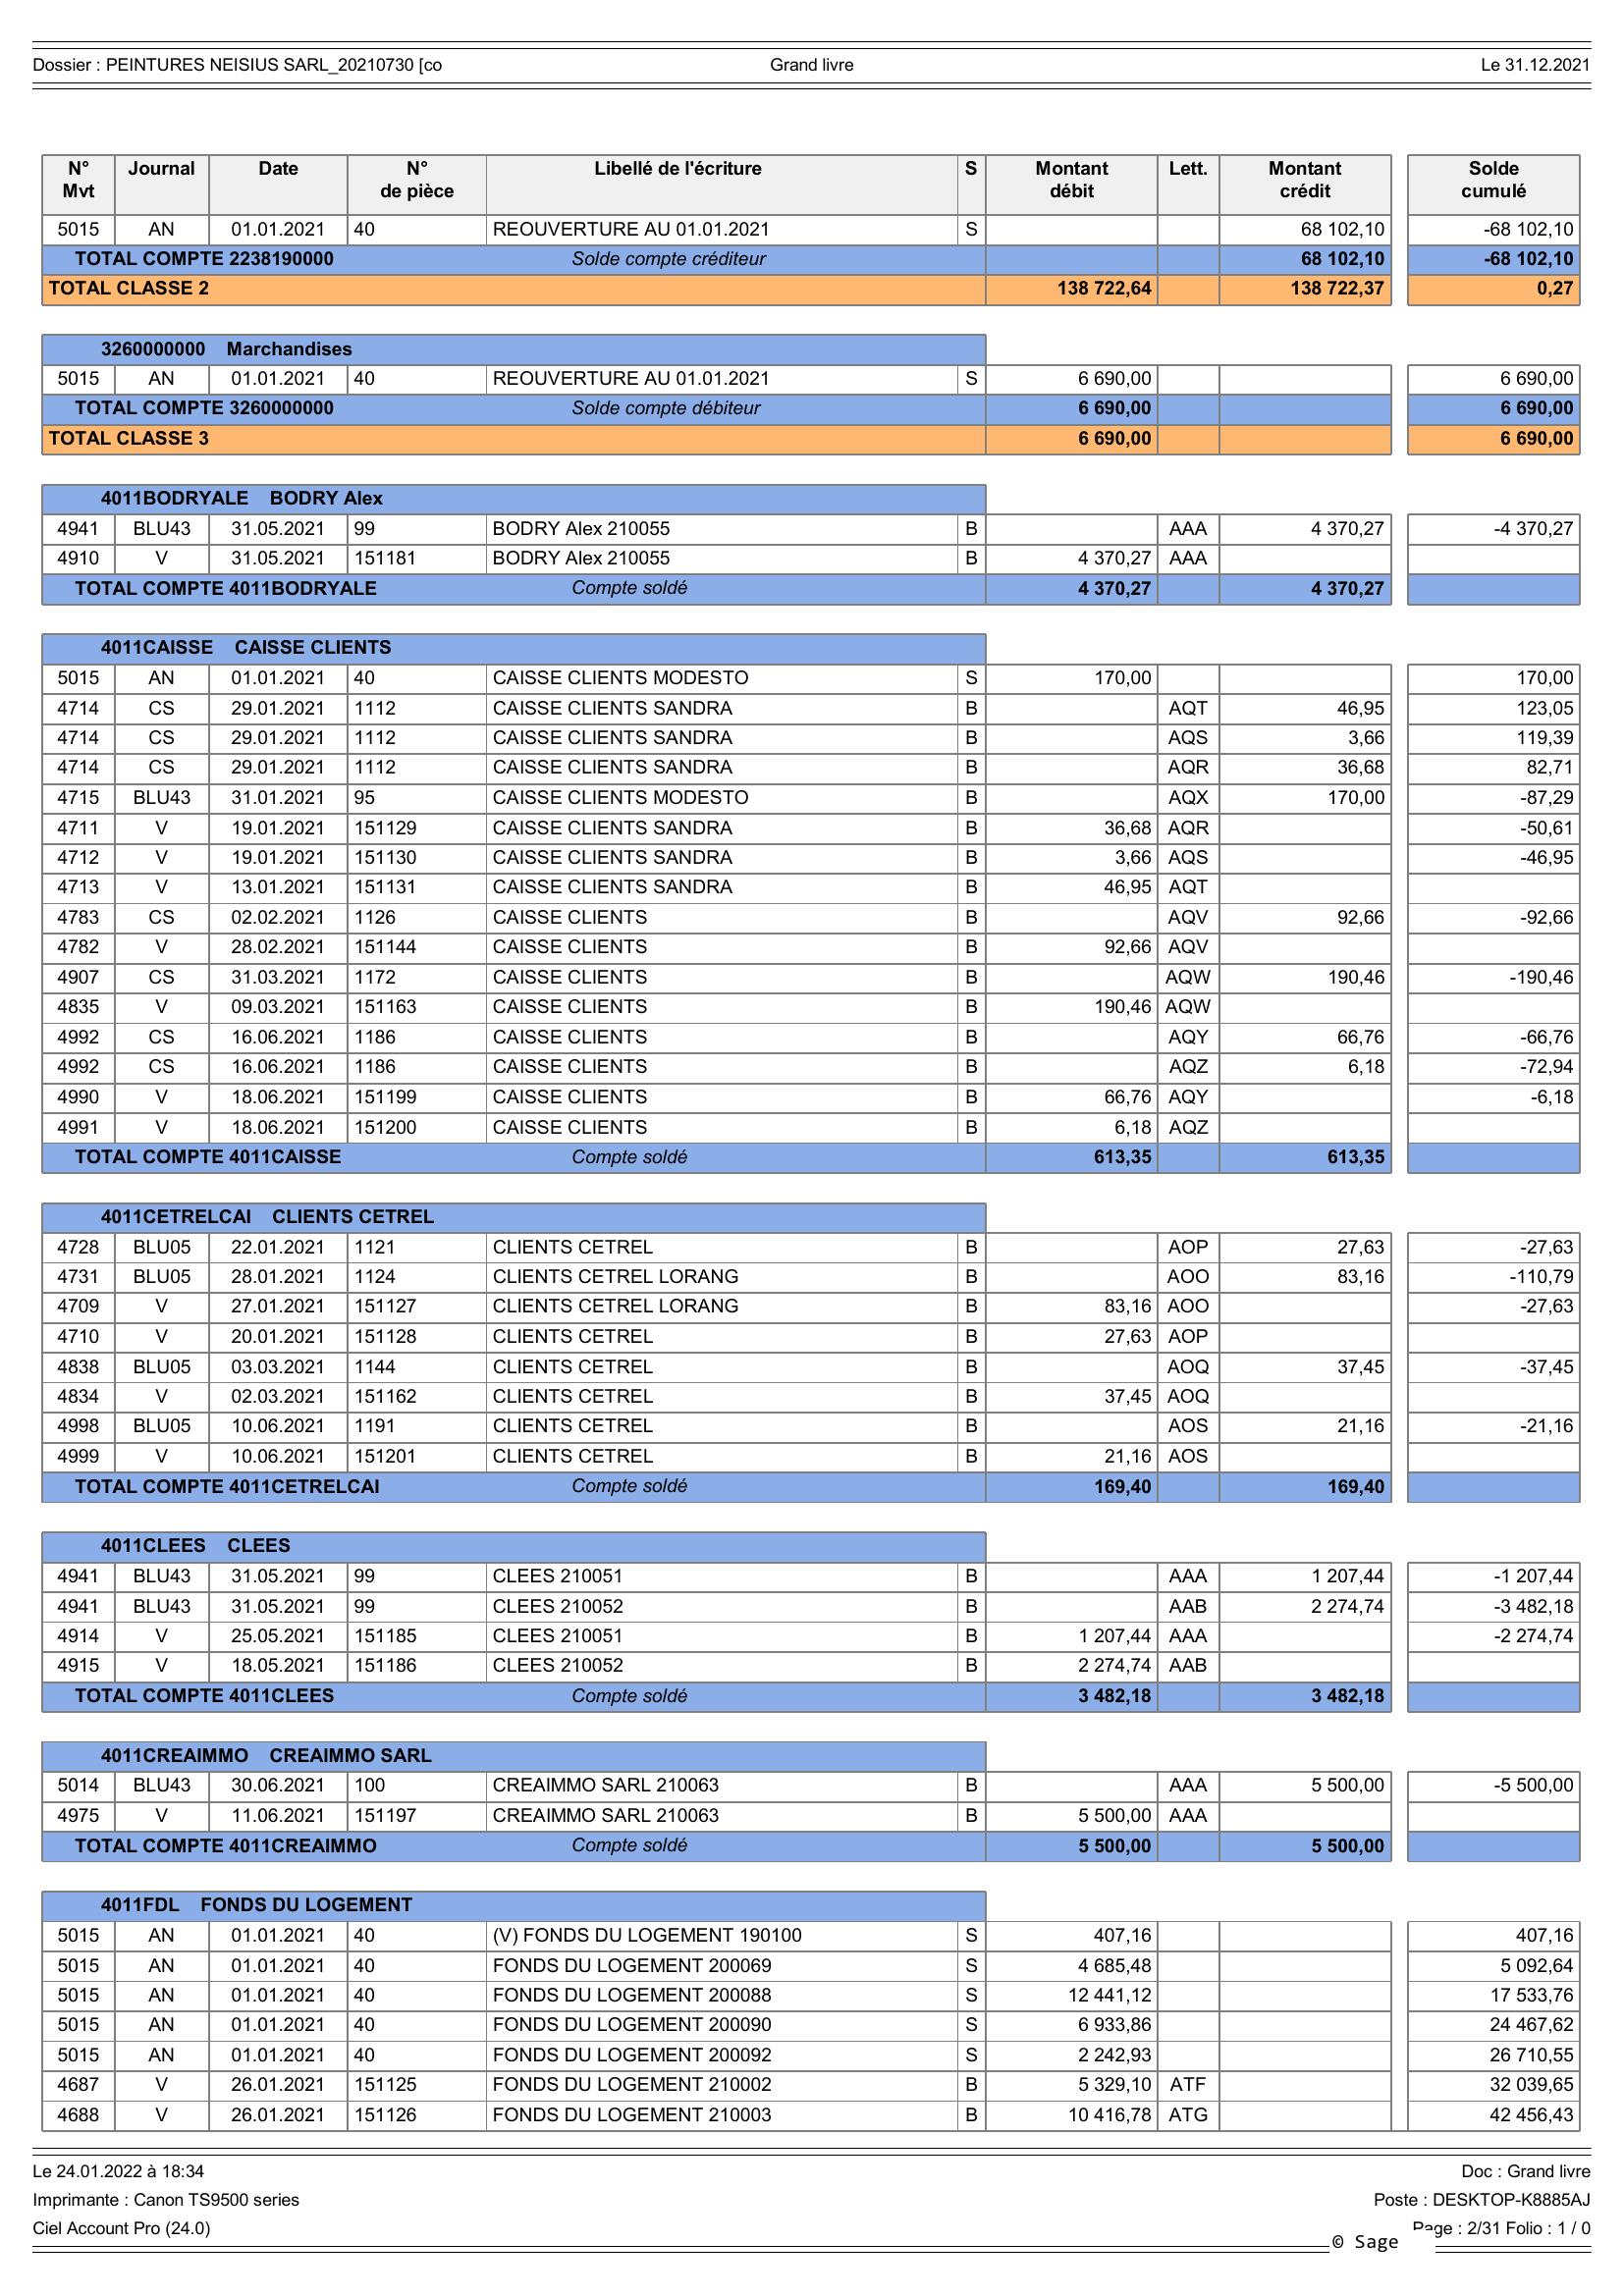 Dossier : PEINTURES NEISIUS SARL_20210730 [co Grand livre Le 31.12.2021
N° Mvt Journal Date N° de pièce Libellé de l'écriture S Montant débit Lett. Montant crédit Solde cumulé
5015 AN 01.01.2021 40 REOUVERTURE AU 01.01.2021 S 68 102,10 -68 102,10
TOTAL COMPTE 2238190000 Solde compte créditeur 68 102,10 -68 102,10
TOTAL CLASSE 2 138 722,64 138 722,37 0,27
3260000000 Marchandises
5015 AN 01.01.2021 40 REOUVERTURE AU 01.01.2021 S 6 690,00 6 690,00
TOTAL COMPTE 3260000000 Solde compte débiteur 6 690,00 6 690,00
TOTAL CLASSE 3 6 690,00 6 690,00
4011BODRYALE BODRY Alex
4941 BLU43 31.05.2021 99 BODRY Alex 210055 B AAA 4 370,27 -4 370,27
4910 V 31.05.2021 151181 BODRY Alex 210055 B 4 370,27 AAA
TOTAL COMPTE 4011BODRYALE Compte soldé 4 370,27 4 370,27
4011CAISSE CAISSE CLIENTS
5015 AN 01.01.2021 40 CAISSE CLIENTS MODESTO S 170,00 170,00
4714 CS 29.01.2021 1112 CAISSE CLIENTS SANDRA B AQT 46,95 123,05
4714 CS 29.01.2021 1112 CAISSE CLIENTS SANDRA B AQS 3,66 119,39
4714 CS 29.01.2021 1112 CAISSE CLIENTS SANDRA B AQR 36,68 82,71
4715 BLU43 31.01.2021 95 CAISSE CLIENTS MODESTO B AQX 170,00 -87,29
4711 V 19.01.2021 151129 CAISSE CLIENTS SANDRA B 36,68 AQR -50,61
4712 V 19.01.2021 151130 CAISSE CLIENTS SANDRA B 3,66 AQS -46,95
4713 V 13.01.2021 151131 CAISSE CLIENTS SANDRA B 46,95 AQT
4783 CS 02.02.2021 1126 CAISSE CLIENTS B AQV 92,66 -92,66
4782 V 28.02.2021 151144 CAISSE CLIENTS B 92,66 AQV
4907 CS 31.03.2021 1172 CAISSE CLIENTS B AQW 190,46 -190,46
4835 V 09.03.2021 151163 CAISSE CLIENTS B 190,46 AQW
4992 CS 16.06.2021 1186 CAISSE CLIENTS B AQY 66,76 -66,76
4992 CS 16.06.2021 1186 CAISSE CLIENTS B AQZ 6,18 -72,94
4990 V 18.06.2021 151199 CAISSE CLIENTS B 66,76 AQY -6,18
4991 V 18.06.2021 151200 CAISSE CLIENTS B 6,18 AQZ
TOTAL COMPTE 4011CAISSE Compte soldé 613,35 613,35
4011CETRELCAI CLIENTS CETREL
4728 BLU05 22.01.2021 1121 CLIENTS CETREL B AOP 27,63 -27,63
4731 BLU05 28.01.2021 1124 CLIENTS CETREL LORANG B AOO 83,16 -110,79
4709 V 27.01.2021 151127 CLIENTS CETREL LORANG B 83,16 AOO -27,63
4710 V 20.01.2021 151128 CLIENTS CETREL B 27,63 AOP
4838 BLU05 03.03.2021 1144 CLIENTS CETREL B AOQ 37,45 -37,45
4834 V 02.03.2021 151162 CLIENTS CETREL B 37,45 AOQ
4998 BLU05 10.06.2021 1191 CLIENTS CETREL B AOS 21,16 -21,16
4999 V 10.06.2021 151201 CLIENTS CETREL B 21,16 AOS
TOTAL COMPTE 4011CETRELCAI Compte soldé 169,40 169,40
4011CLEES CLEES
4941 BLU43 31.05.2021 99 CLEES 210051 B AAA 1 207,44 -1 207,44
4941 BLU43 31.05.2021 99 CLEES 210052 B AAB 2 274,74 -3 482,18
4914 V 25.05.2021 151185 CLEES 210051 B 1 207,44 AAA -2 274,74
4915 V 18.05.2021 151186 CLEES 210052 B 2 274,74 AAB
TOTAL COMPTE 4011CLEES Compte soldé 3 482,18 3 482,18
4011CREAIMMO CREAIMMO SARL
5014 BLU43 30.06.2021 100 CREAIMMO SARL 210063 B AAA 5 500,00 -5 500,00
4975 V 11.06.2021 151197 CREAIMMO SARL 210063 B 5 500,00 AAA
TOTAL COMPTE 4011CREAIMMO Compte soldé 5 500,00 5 500,00
4011FDL FONDS DU LOGEMENT
5015 AN 01.01.2021 40 (V) FONDS DU LOGEMENT 190100 S 407,16 407,16
5015 AN 01.01.2021 40 FONDS DU LOGEMENT 200069 S 4 685,48 5 092,64
5015 AN 01.01.2021 40 FONDS DU LOGEMENT 200088 S 12 441,12 17 533,76
5015 AN 01.01.2021 40 FONDS DU LOGEMENT 200090 S 6 933,86 24 467,62
5015 AN 01.01.2021 40 FONDS DU LOGEMENT 200092 S 2 242,93 26 710,55
4687 V 26.01.2021 151125 FONDS DU LOGEMENT 210002 B 5 329,10 ATF 32 039,65
4688 V 26.01.2021 151126 FONDS DU LOGEMENT 210003 B 10 416,78 ATG 42 456,43
Le 24.01.2022 à 18:34 Doc : Grand livre
Imprimante : Canon TS9500 series Poste : DESKTOP-K8885AJ
Ciel Account Pro (24.0) Page : 2/31 Folio : 1 / 0
© Sage